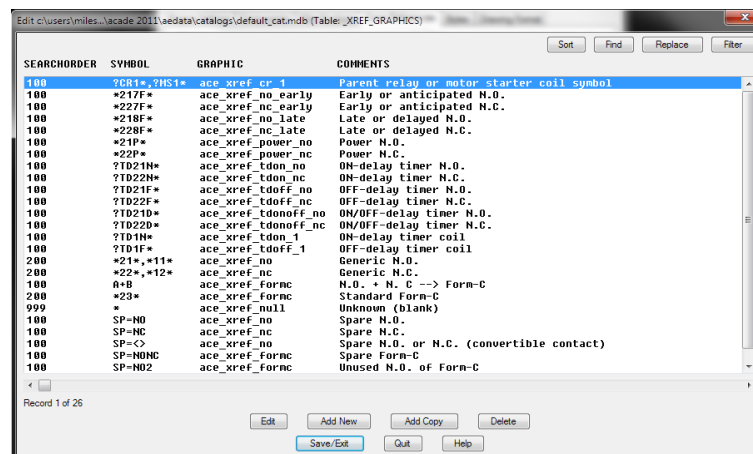 Edit c:\users\miles...\acade 2011\aedata\catalogs\default_cat.mdb (Table: _XREF_GRAPHICS)
Sort Find Replace Filter
SEARCHORDER SYMBOL GRAPHIC COMMENTS
100 ?CR1*,?MS1* ace_xref_cr_1 Parent relay or motor starter coil symbol
100 *217F* ace_xref_no_early Early or anticipated N.O.
100 *227F* ace_xref_nc_early Early or anticipated N.C.
100 *218F* ace_xref_no_late Late or delayed N.O.
100 *228F* ace_xref_nc_late Late or delayed N.C.
100 *21P* ace_xref_power_no Power N.O.
100 *22P* ace_xref_power_nc Power N.C.
100 ?TD21N* ace_xref_tdon_no ON-delay timer N.O.
100 ?TD22N* ace_xref_tdon_nc ON-delay timer N.C.
100 ?TD21F* ace_xref_tdoff_no OFF-delay timer N.O.
100 ?TD22F* ace_xref_tdoff_nc OFF-delay timer N.C.
100 ?TD21D* ace_xref_tdonoff_no ON/OFF-delay timer N.O.
100 ?TD22D* ace_xref_tdonoff_nc ON/OFF-delay timer N.C.
100 ?TD1N* ace_xref_tdon_1 ON-delay timer coil
100 ?TD1F* ace_xref_tdoff_1 OFF-delay timer coil
200 *21*,*11* ace_xref_no Generic N.O.
200 *22*,*12* ace_xref_nc Generic N.C.
100 A+B ace_xref_formc N.O. + N. C --> Form-C
200 *23* ace_xref_formc Standard Form-C
999 * ace_xref_null Unknown (blank)
100 SP=NO ace_xref_no Spare N.O.
100 SP=NC ace_xref_nc Spare N.C.
100 SP=<> ace_xref_no Spare N.O. or N.C. (convertible contact)
100 SP=NONC ace_xref_formc Spare Form-C
100 SP=NO2 ace_xref_formc Unused N.O. of Form-C
Record 1 of 26
Edit Add New Add Copy Delete
Save/Exit Quit Help